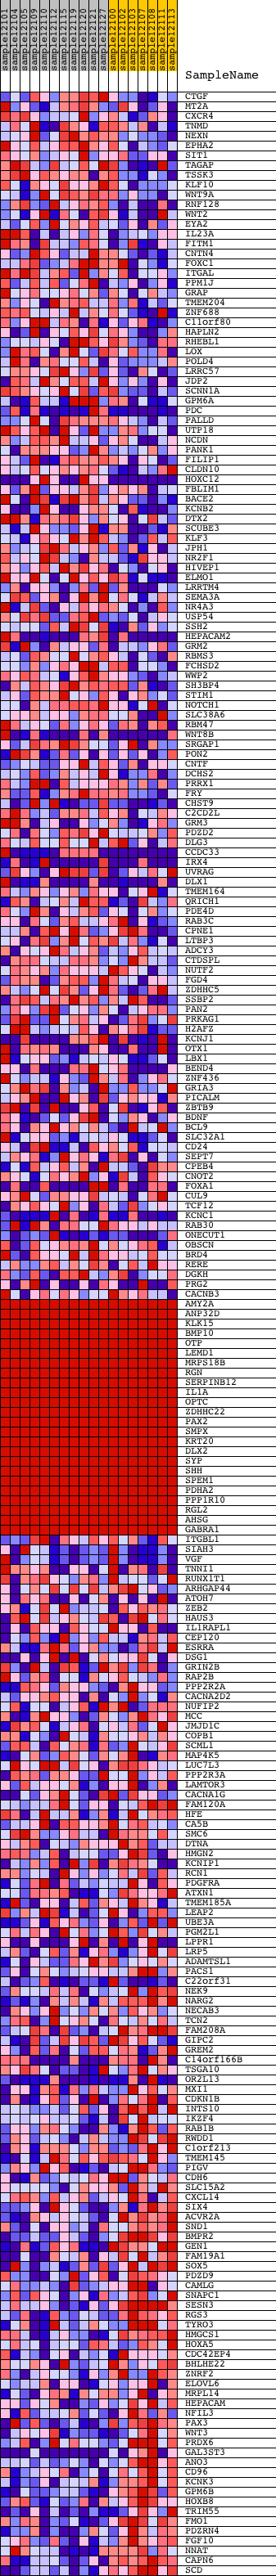 SampleName
CTGF
MT2A
CXCR4
TNMD
NEXN
EPHA2
SIT1
TAGAP
TSSK3
KLF10
WNT9A
RNF128
WNT2
EYA2
IL23A
FITM1
CNTN4
FOXC1
ITGAL
PPM1J
GRAP
TMEM204
ZNF688
C11orf80
HAPLN2
RHEBL1
LOX
POLD4
LRRC57
JDP2
SCNN1A
GPM6A
PDC
PALLD
UTP18
NCDN
PANK1
FILIP1
CLDN10
HOXC12
FBLIM1
BACE2
KCNB2
DTX2
SCUBE3
KLF3
JPH1
NR2F1
HIVEP1
ELMO1
LRRTM4
SEMA3A
NR4A3
USP54
SSH2
HEPACAM2
GRM2
RBMS3
FCHSD2
WWP2
SH3BP4
STIM1
NOTCH1
SLC38A6
RBM47
WNT8B
SRGAP1
PON2
CNTF
DCHS2
PRRX1
FRY
CHST9
C2CD2L
GRM3
PDZD2
DLG3
CCDC33
IRX4
UVRAG
DLX1
TMEM164
QRICH1
PDE4D
RAB3C
CPNE1
LTBP3
ADCY3
CTDSPL
NUTF2
FGD4
ZDHHC5
SSBP2
PAN2
PRKAG1
H2AFZ
KCNJ1
OTX1
LBX1
BEND4
ZNF436
GRIA3
PICALM
ZBTB9
BDNF
BCL9
SLC32A1
CD24
SEPT7
CPEB4
CNOT2
FOXA1
CUL9
TCF12
KCNC1
RAB30
ONECUT1
OBSCN
BRD4
RERE
DGKH
PRG2
CACNB3
AMY2A
ANP32D
KLK15
BMP10
OTP
LEMD1
MRPS18B
RGN
SERPINB12
IL1A
OPTC
ZDHHC22
PAX2
SMPX
KRT20
DLX2
SYP
SHH
SPEM1
PDHA2
PPP1R10
RGL2
AHSG
GABRA1
ITGBL1
SIAH3
VGF
TNNI1
RUNX1T1
ARHGAP44
ATOH7
ZEB2
HAUS3
IL1RAPL1
CEP120
ESRRA
DSG1
GRIN2B
RAP2B
PPP2R2A
CACNA2D2
NUFIP2
MCC
JMJD1C
COPB1
SCML1
MAP4K5
LUC7L3
PPP2R3A
LAMTOR3
CACNA1G
FAM120A
HFE
CA5B
SMC6
DTNA
HMGN2
KCNIP1
RCN1
PDGFRA
ATXN1
TMEM185A
LEAP2
UBE3A
PGM2L1
LPPR1
LRP5
ADAMTSL1
PACS1
C22orf31
NEK9
NARG2
NECAB3
TCN2
FAM208A
GIPC2
GREM2
C14orf166B
TSGA10
OR2L13
MXI1
CDKN1B
INTS10
IKZF4
RAB1B
RWDD1
C1orf213
TMEM145
PIGV
CDH6
SLC15A2
CXCL14
SIX4
ACVR2A
SND1
BMPR2
GEN1
FAM19A1
SOX5
PDZD9
CAMLG
SNAPC1
SESN3
RGS3
TYRO3
HMGCS1
HOXA5
CDC42EP4
BHLHE22
ZNRF2
ELOVL6
MRPL14
HEPACAM
NFIL3
PAX3
WNT3
PRDX6
GAL3ST3
ANO3
CD96
KCNK3
GPM6B
HOXB8
TRIM55
FMO1
PDZRN4
FGF10
NNAT
CAPN6
SCD